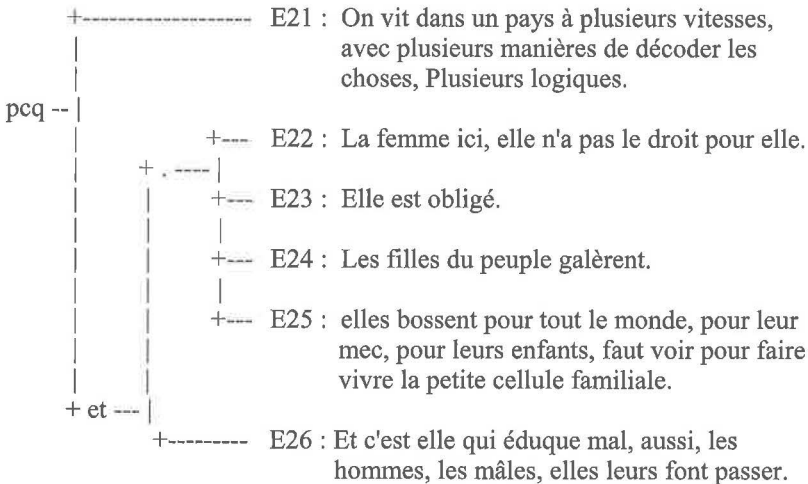 E21 : On vit dans un pays à plusieurs vitesses,
avec plusieurs manières de décoder les
choses, Plusieurs logiques.
pcq
E22 : La femme ici, elle n'a pas le droit pour elle.
E23 : Elle est obligé.
E24 : Les filles du peuple galèrent.
E25 : elles bossent pour tout le monde, pour leur
mec, pour leurs enfants, faut voir pour faire
vivre la petite cellule familiale.
et
E26 : Et c'est elle qui éduque mal, aussi, les
hommes, les mâles, elles leurs font passer.